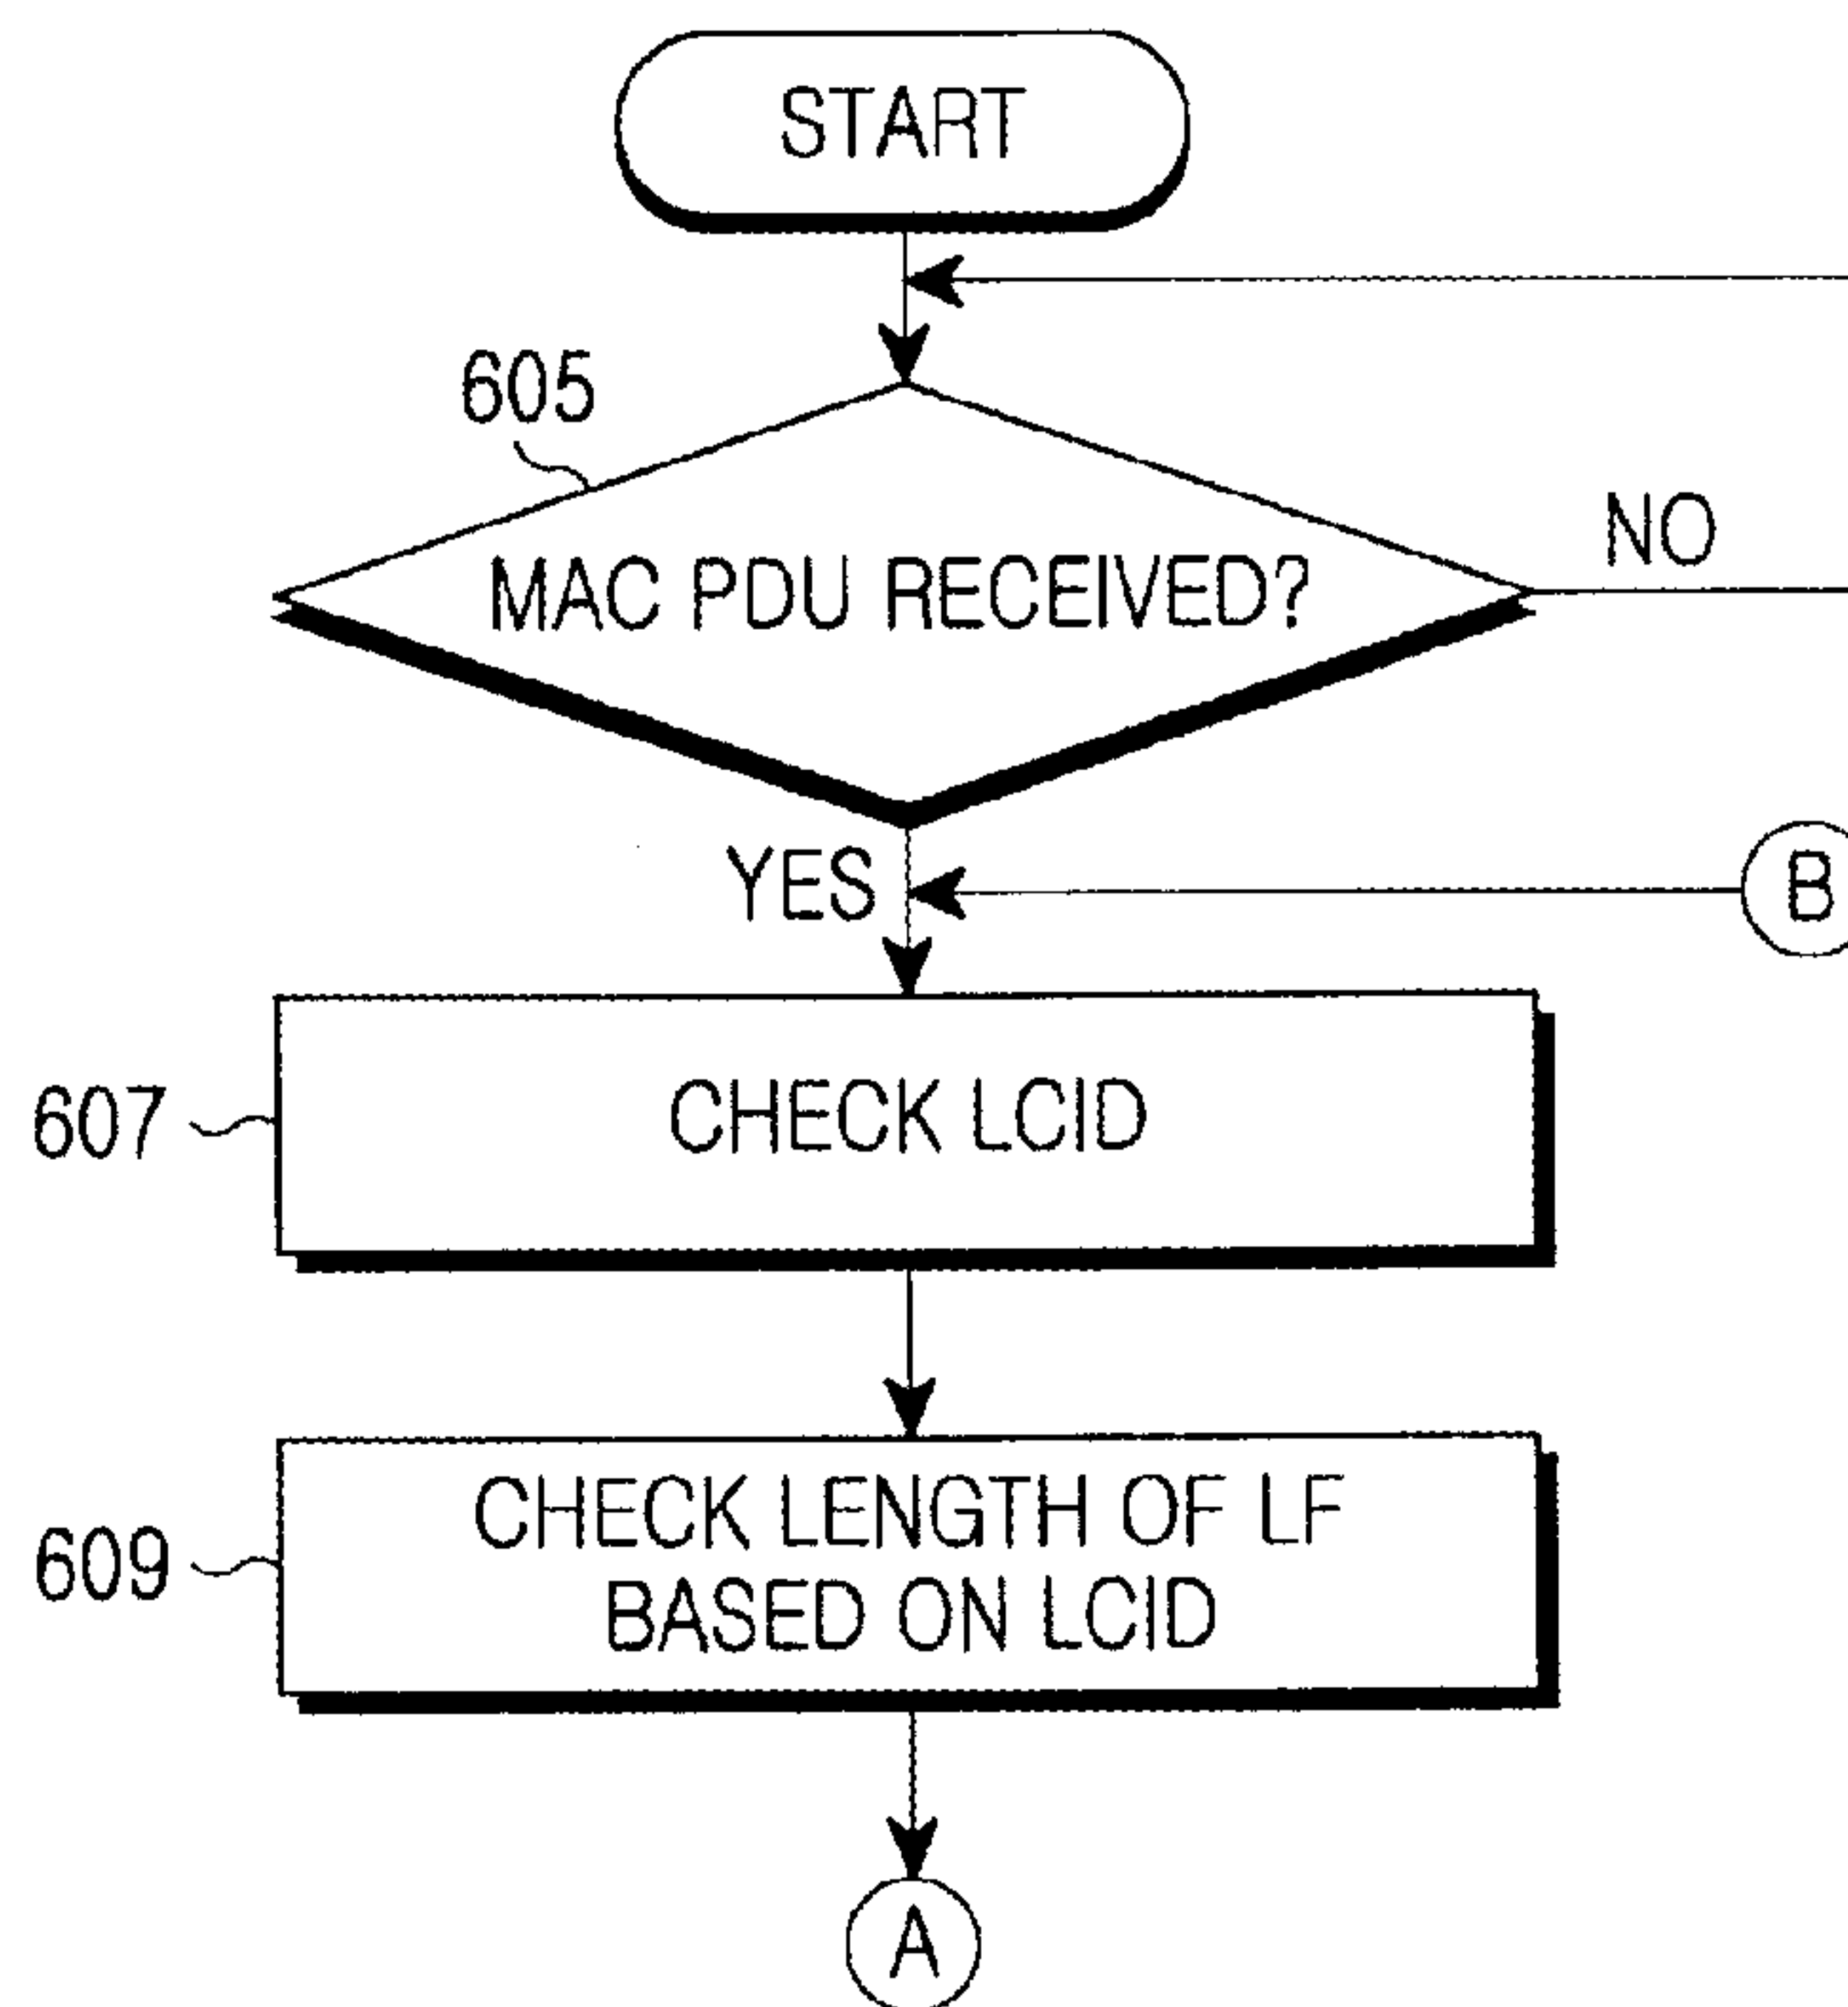 START
605
MAC PDU RECEIVED?
NO
YES
B
607
CHECK LCID
609
CHECK LENGTH OF LF
BASED ON LCID
A